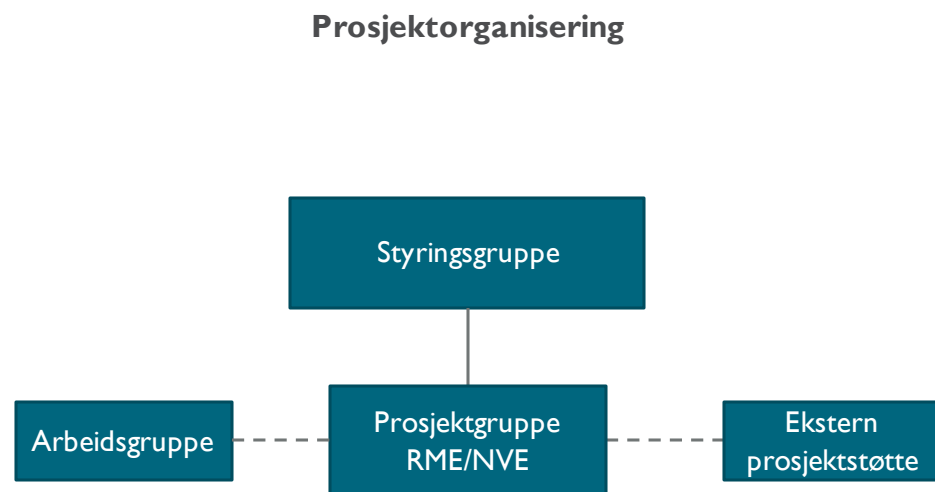 Prosjektorganisering
Styringsgruppe
Arbeidsgruppe
Prosjektgruppe
RME/NVE
Ekstern
prosjektstøtte